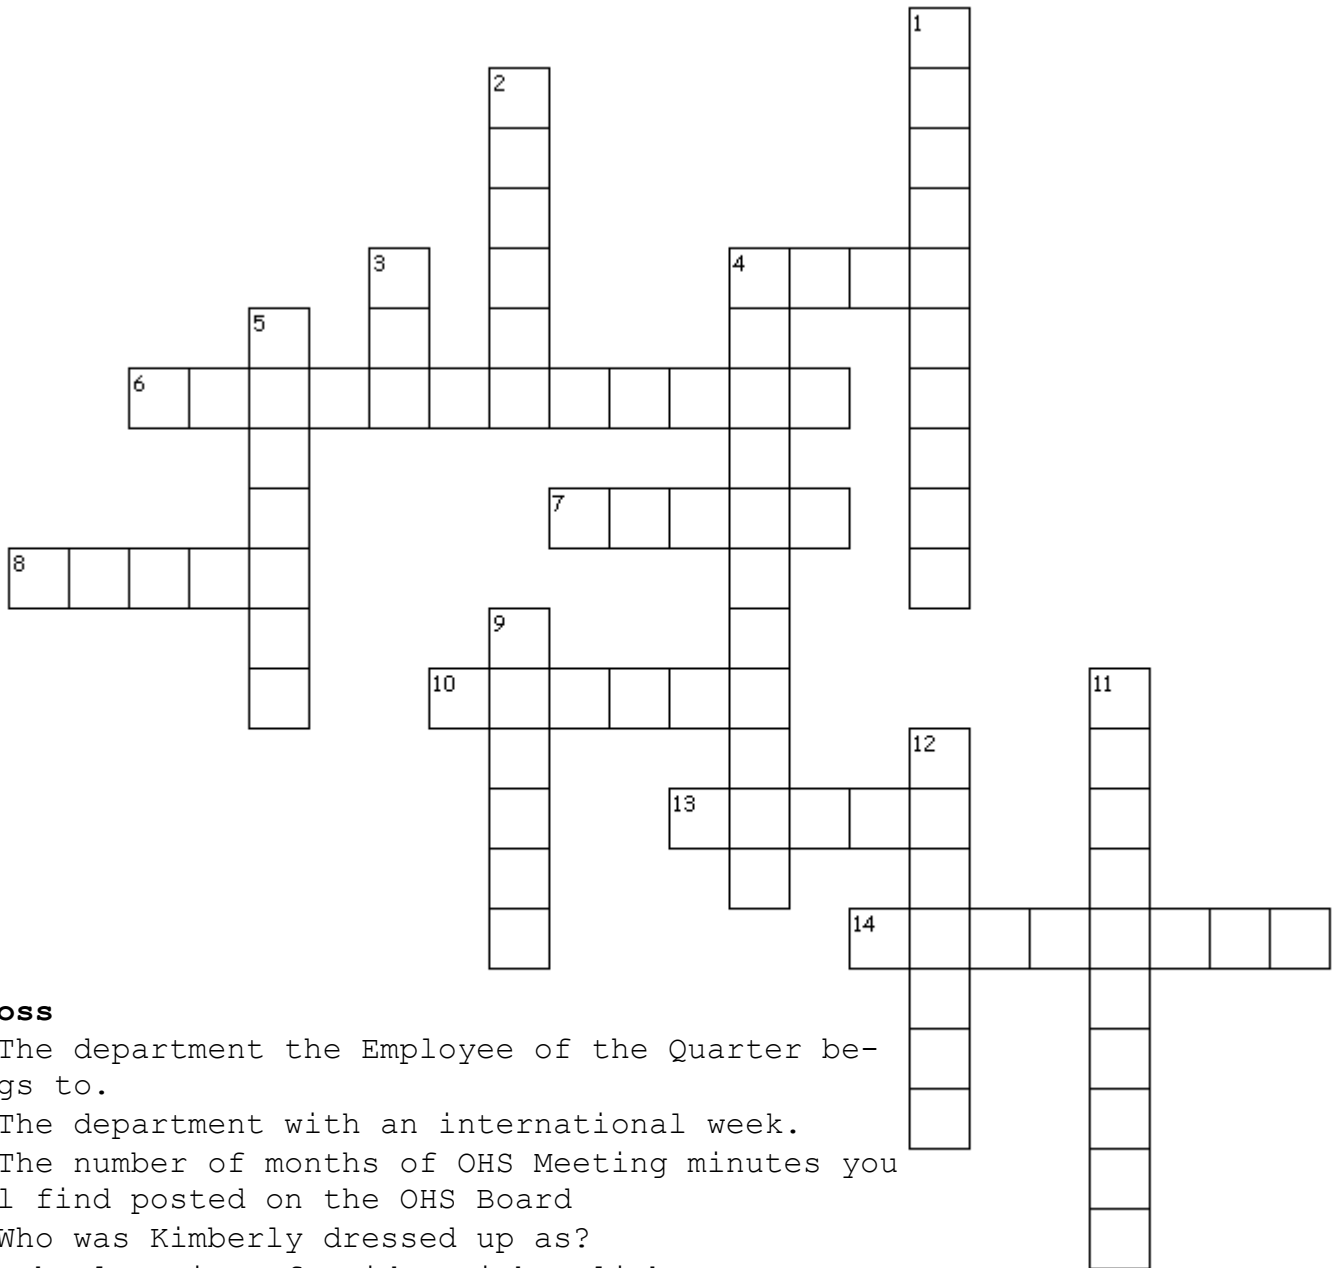 1
2
3
4
5
6
7
8
9
10
11
12
13
14
oss
The department the Employee of the Quarter be-
gs to.
The department with an international week.
The number of months of OHS Meeting minutes you
l find posted on the OHS Board
Who was Kimberly dressed up as?